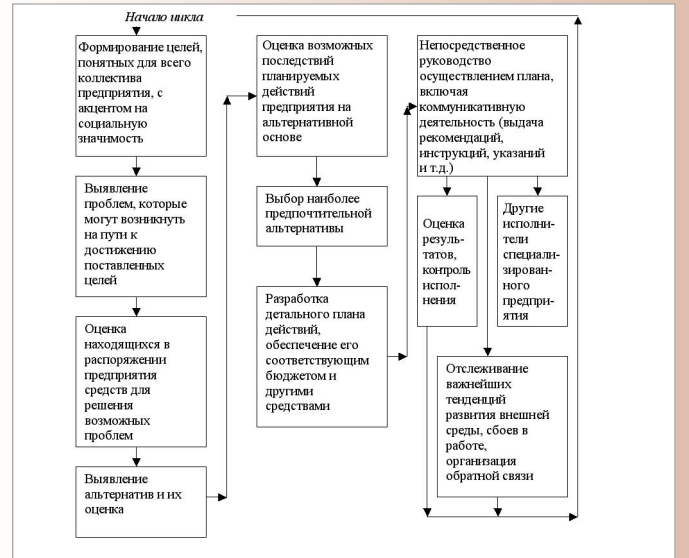 Начало цикла
Формирование целей,
понятных для всего
коллектива
предприятия, с
акцентом на
социальную
значимость
Выявление
проблем, которые
могут возникнуть
на пути к
достижению
поставленных
целей
Оценка
находящихся в
распоряжении
предприятия
средств для
решения
возможных
проблем
Выявление
альтернатив и их
оценка
Оценка возможных
последствий
планируемых
действий
предприятия на
альтернативной
основе
Выбор наиболее
предпочтительной
альтернативы
Разработка
детального плана
действий,
обеспечение его
соответствующим
бюджетом и
другими
средствами
Непосредственное
руководство
осуществлением плана,
включая
коммуникативную
деятельность (выдача
рекомендаций,
инструкций, указаний
и т.д.)
Оценка
резуль-
татов,
контроль
испол-
нения
Другие
исполни-
тели
специали-
зирован-
ного
предпри-
ятия
Отслеживание
важнейших
тенденций
развития внешней
среды, сбоев в
работе,
организация
обратной связи